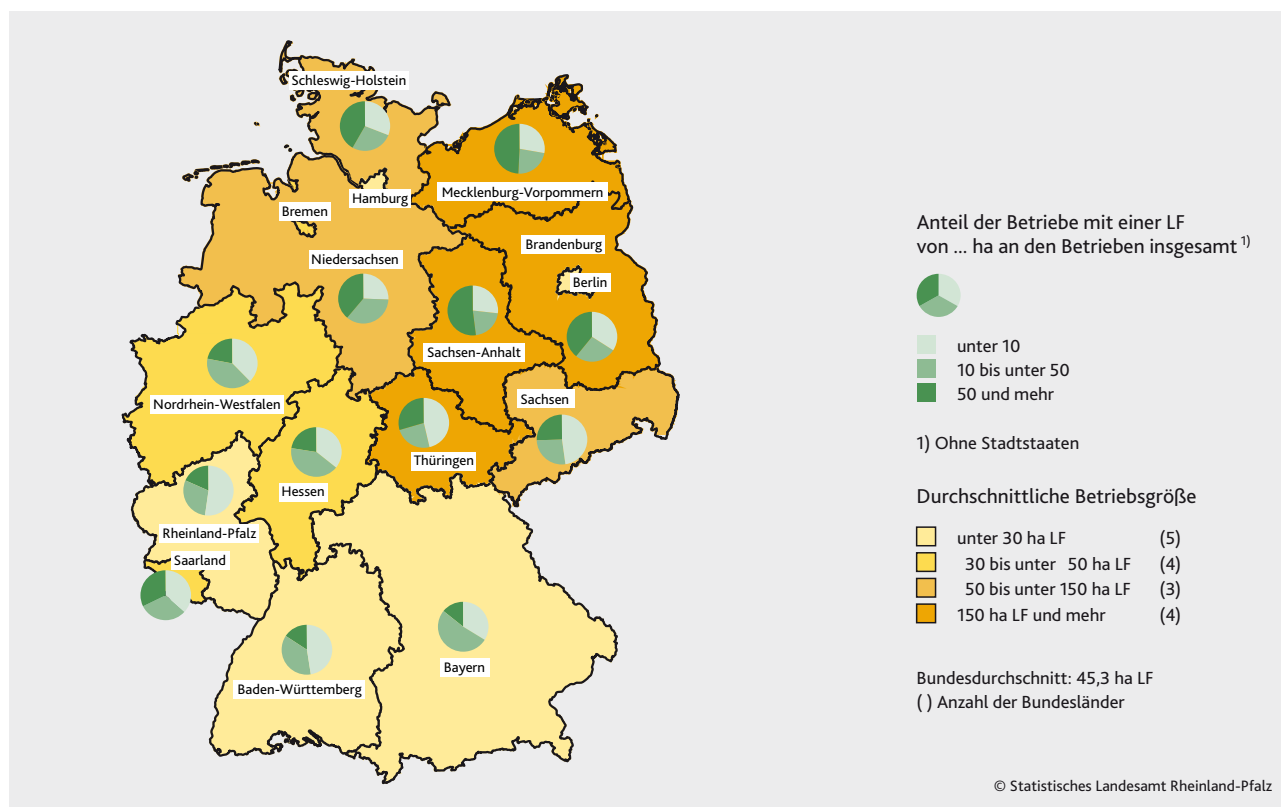 Schleswig-Holstein
Hamburg
Mecklenburg-Vorpommern
Bremen
Brandenburg
Niedersachsen
Berlin
Sachsen-Anhalt
Nordrhein-Westfalen
Sachsen
Thüringen
Hessen
Rheinland-Pfalz
Saarland
Bayern
Baden-Württemberg
Anteil der Betriebe mit einer LF
von ... ha an den Betrieben insgesamt 1)
unter 10
10 bis unter 50
50 und mehr
1) Ohne Stadtstaaten
Durchschnittliche Betriebsgröße
unter 30 ha LF (5)
30 bis unter 50 ha LF (4)
50 bis unter 150 ha LF (3)
150 ha LF und mehr (4)
Bundesdurchschnitt: 45,3 ha LF
( ) Anzahl der Bundesländer
© Statistisches Landesamt Rheinland-Pfalz